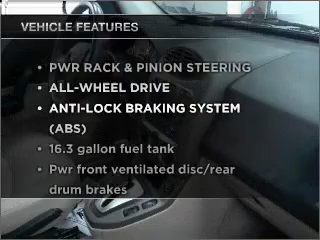 VEHICLE FEATURES
• PWR RACK & PINION STEERING
• ALL-WHEEL DRIVE
• ANTI-LOCK BRAKING SYSTEM
(ABS)
• 16.3 gallon fuel tank
• Pwr front ventilated disc/rear
drum brakes